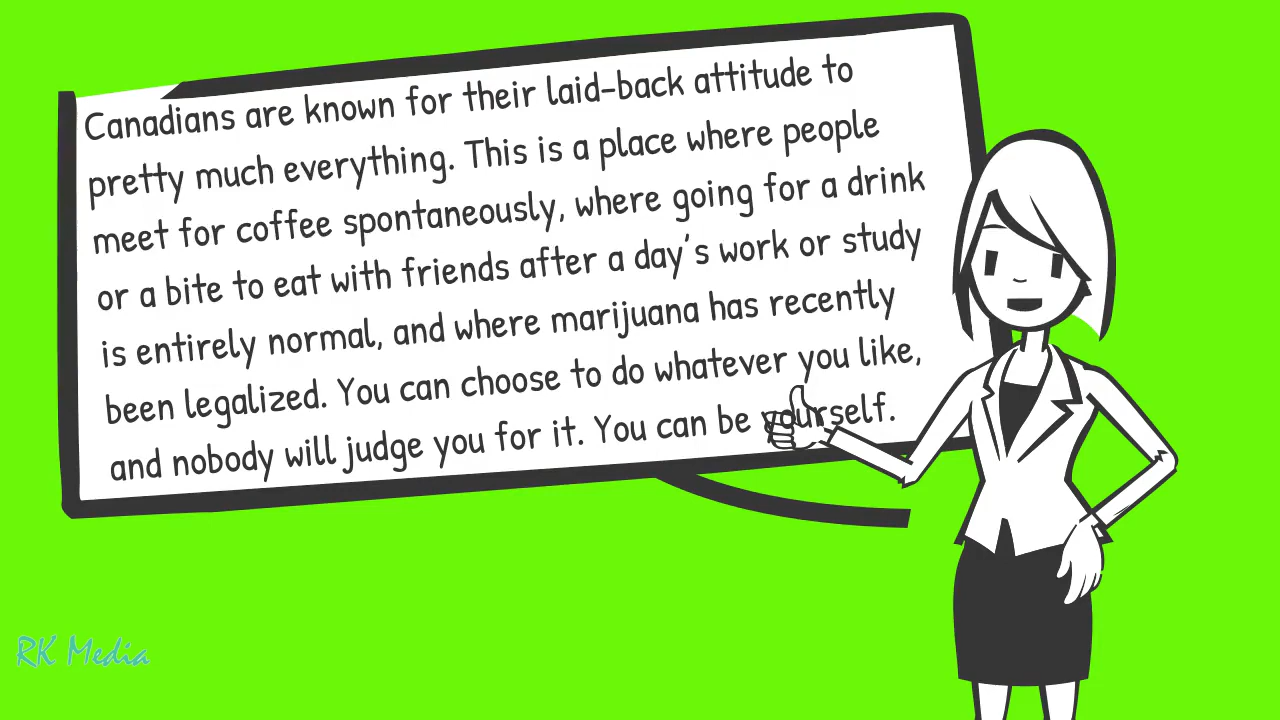 Canadians are known for their laid-back attitude to
pretty much everything. This is a place where people
meet for coffee spontaneously, where going for a drink
or a bite to eat with friends after a day's work or study
is entirely normal, and where marijuana has recently
been legalized. You can choose to do whatever you like,
and nobody will judge you for it. You can be yourself.
RK Media